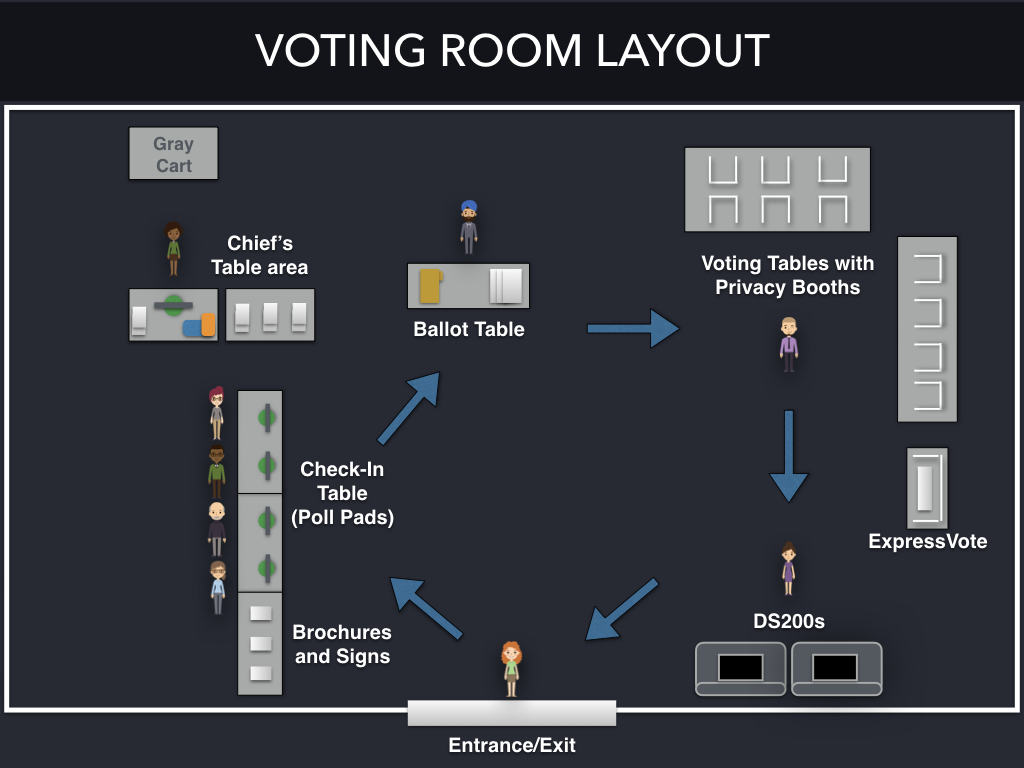 VOTING ROOM LAYOUT
Gray
Cart
Chief's
Table area
Ballot Table
Voting Tables with
Privacy Booths
Check-In
Table
(Poll Pads)
ExpressVote
Brochures
and Signs
DS200s
Entrance/Exit